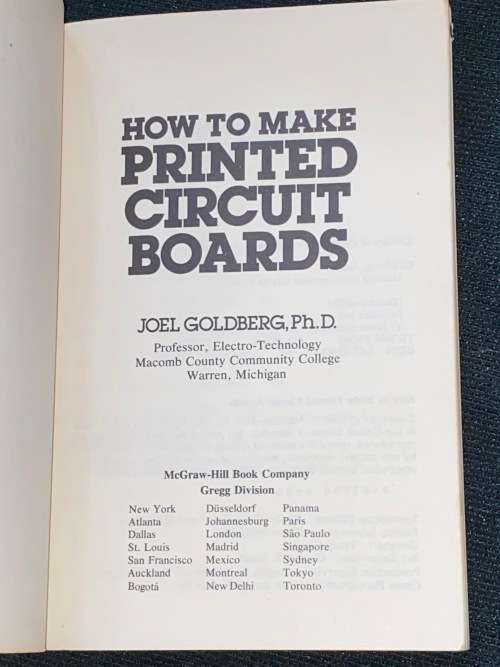 HOW TO MAKE
PRINTED
CIRCUIT
BOARDS
JOEL GOLDBERG, Ph.D.
Professor, Electro-Technology
Macomb County Community College
Warren, Michigan
McGraw-Hill Book Company
Gregg Division
New York Düsseldorf Panama
Atlanta Johannesburg Paris
Dallas London São Paulo
St. Louis Madrid Singapore
San Francisco Mexico Sydney
Auckland Montreal Tokyo
Bogotá New Delhi Toronto